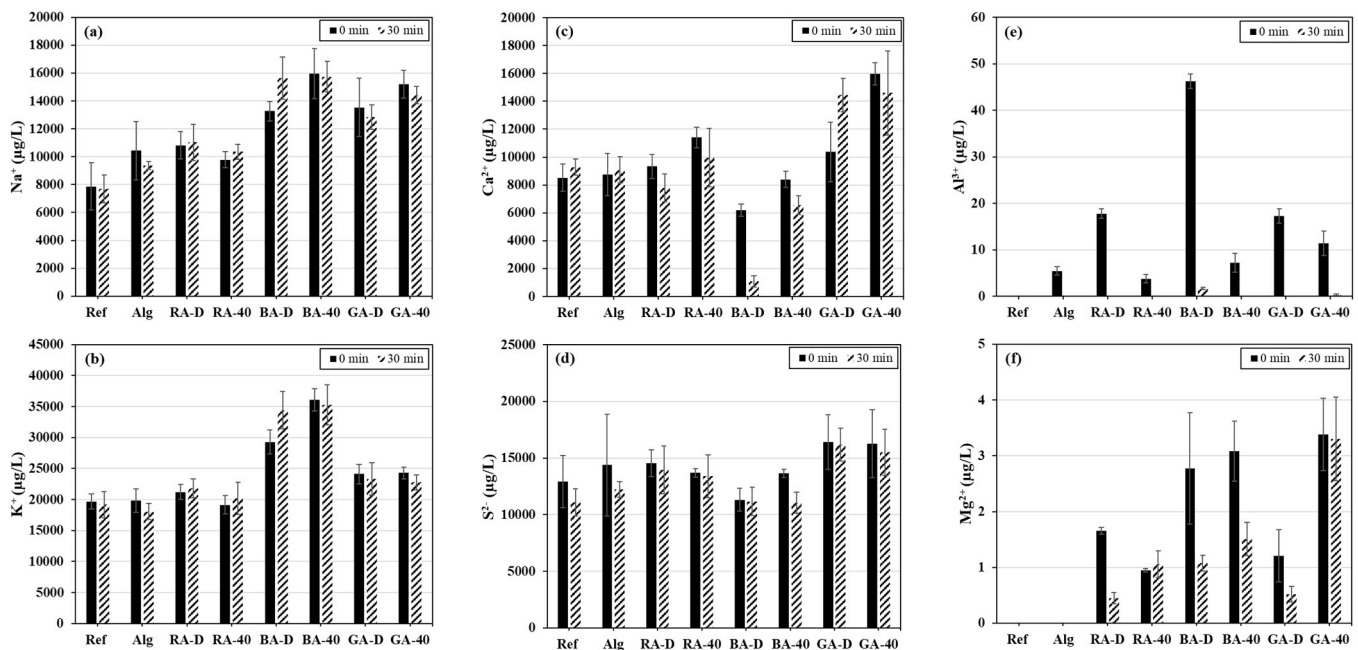 (a)
0 min 30 min
20000
18000
16000
14000
12000
10000
8000
6000
4000
2000
0
Na⁺ (µg/L)
Ref Alg RA-D RA-40 BA-D BA-40 GA-D GA-40
(c)
0 min 30 min
20000
18000
16000
14000
12000
10000
8000
6000
4000
2000
0
Ca²⁺ (µg/L)
Ref Alg RA-D RA-40 BA-D BA-40 GA-D GA-40
(e)
0 min 30 min
60
50
40
30
20
10
0
Al³⁺ (µg/L)
Ref Alg RA-D RA-40 BA-D BA-40 GA-D GA-40
(b)
0 min 30 min
45000
40000
35000
30000
25000
20000
15000
10000
5000
0
K⁺ (µg/L)
Ref Alg RA-D RA-40 BA-D BA-40 GA-D GA-40
(d)
0 min 30 min
25000
20000
15000
10000
5000
0
S²⁻ (µg/L)
Ref Alg RA-D RA-40 BA-D BA-40 GA-D GA-40
(f)
0 min 30 min
5
4
3
2
1
0
Mg²⁺ (µg/L)
Ref Alg RA-D RA-40 BA-D BA-40 GA-D GA-40